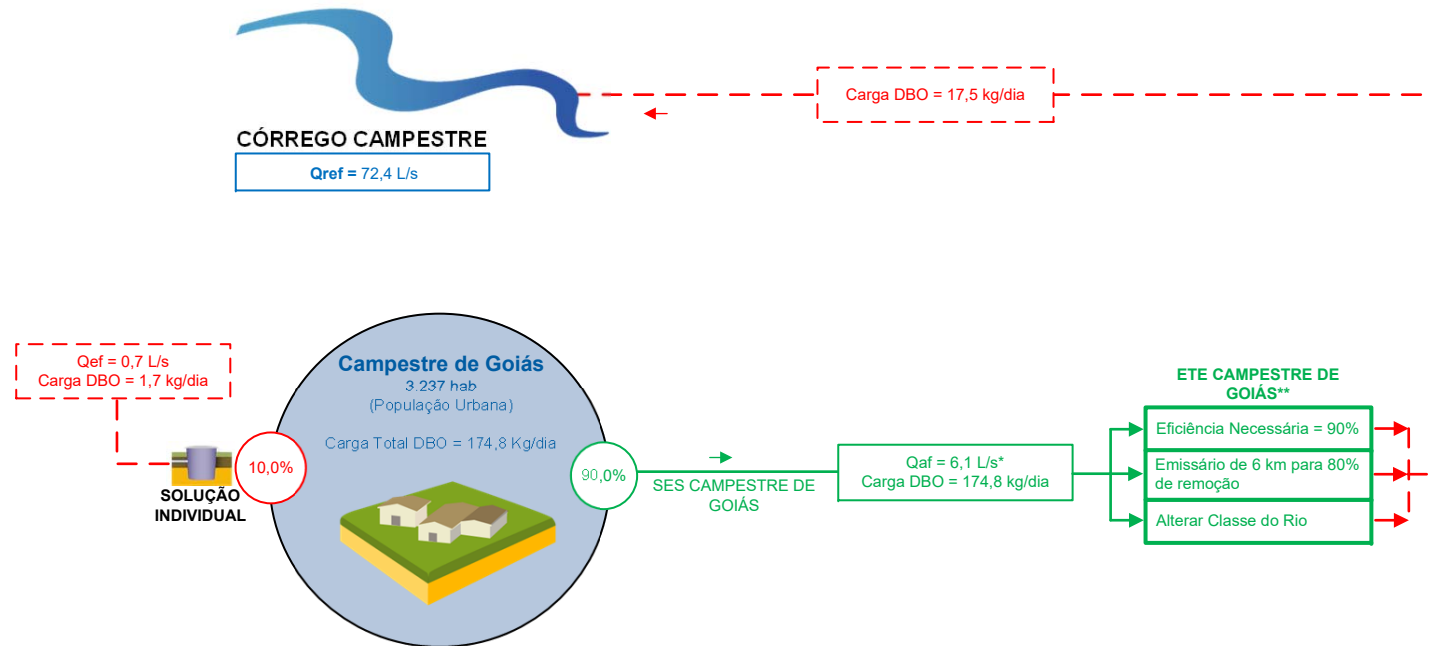 Carga DBO = 17,5 kg/dia
CÓRREGO CAMPESTRE
Qref = 72,4 L/s
Qef = 0,7 L/s
Carga DBO = 1,7 kg/dia
SOLUÇÃO
INDIVIDUAL
10,0%
Campestre de Goiás
3.237 hab
(População Urbana)
Carga Total DBO = 174,8 Kg/dia
90,0%
SES CAMPESTRE DE
GOIÁS
Qaf = 6,1 L/s*
Carga DBO = 174,8 kg/dia
ETE CAMPESTRE DE
GOIÁS**
Eficiência Necessária = 90%
Emissário de 6 km para 80%
de remoção
Alterar Classe do Rio